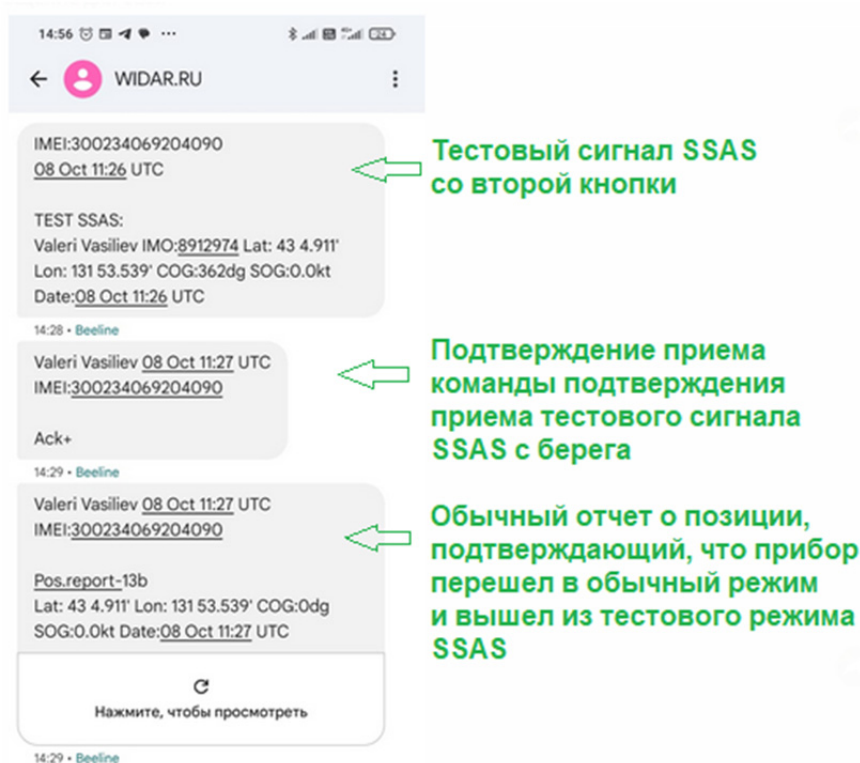 14:56
24
WIDAR.RU
IMEI:300234069204090
08 Oct 11:26 UTC
TEST SSAS:
Valeri Vasiliev IMO:8912974 Lat: 43 4.911'
Lon: 131 53.539' COG:362dg SOG:0.0kt
Date:08 Oct 11:26 UTC
14:28 • Beeline
Тестовый сигнал SSAS
со второй кнопки
Valeri Vasiliev 08 Oct 11:27 UTC
IMEI:300234069204090
Ack+
14:29 • Beeline
Подтверждение приема
команды подтверждения
приема тестового сигнала
SSAS с берега
Valeri Vasiliev 08 Oct 11:27 UTC
IMEI:300234069204090
Pos.report-13b
Lat: 43 4.911' Lon: 131 53.539' COG:0dg
SOG:0.0kt Date:08 Oct 11:27 UTC
Нажмите, чтобы просмотреть
14:29 • Beeline
Обычный отчет о позиции,
подтверждающий, что прибор
перешел в обычный режим
и вышел из тестового режима
SSAS